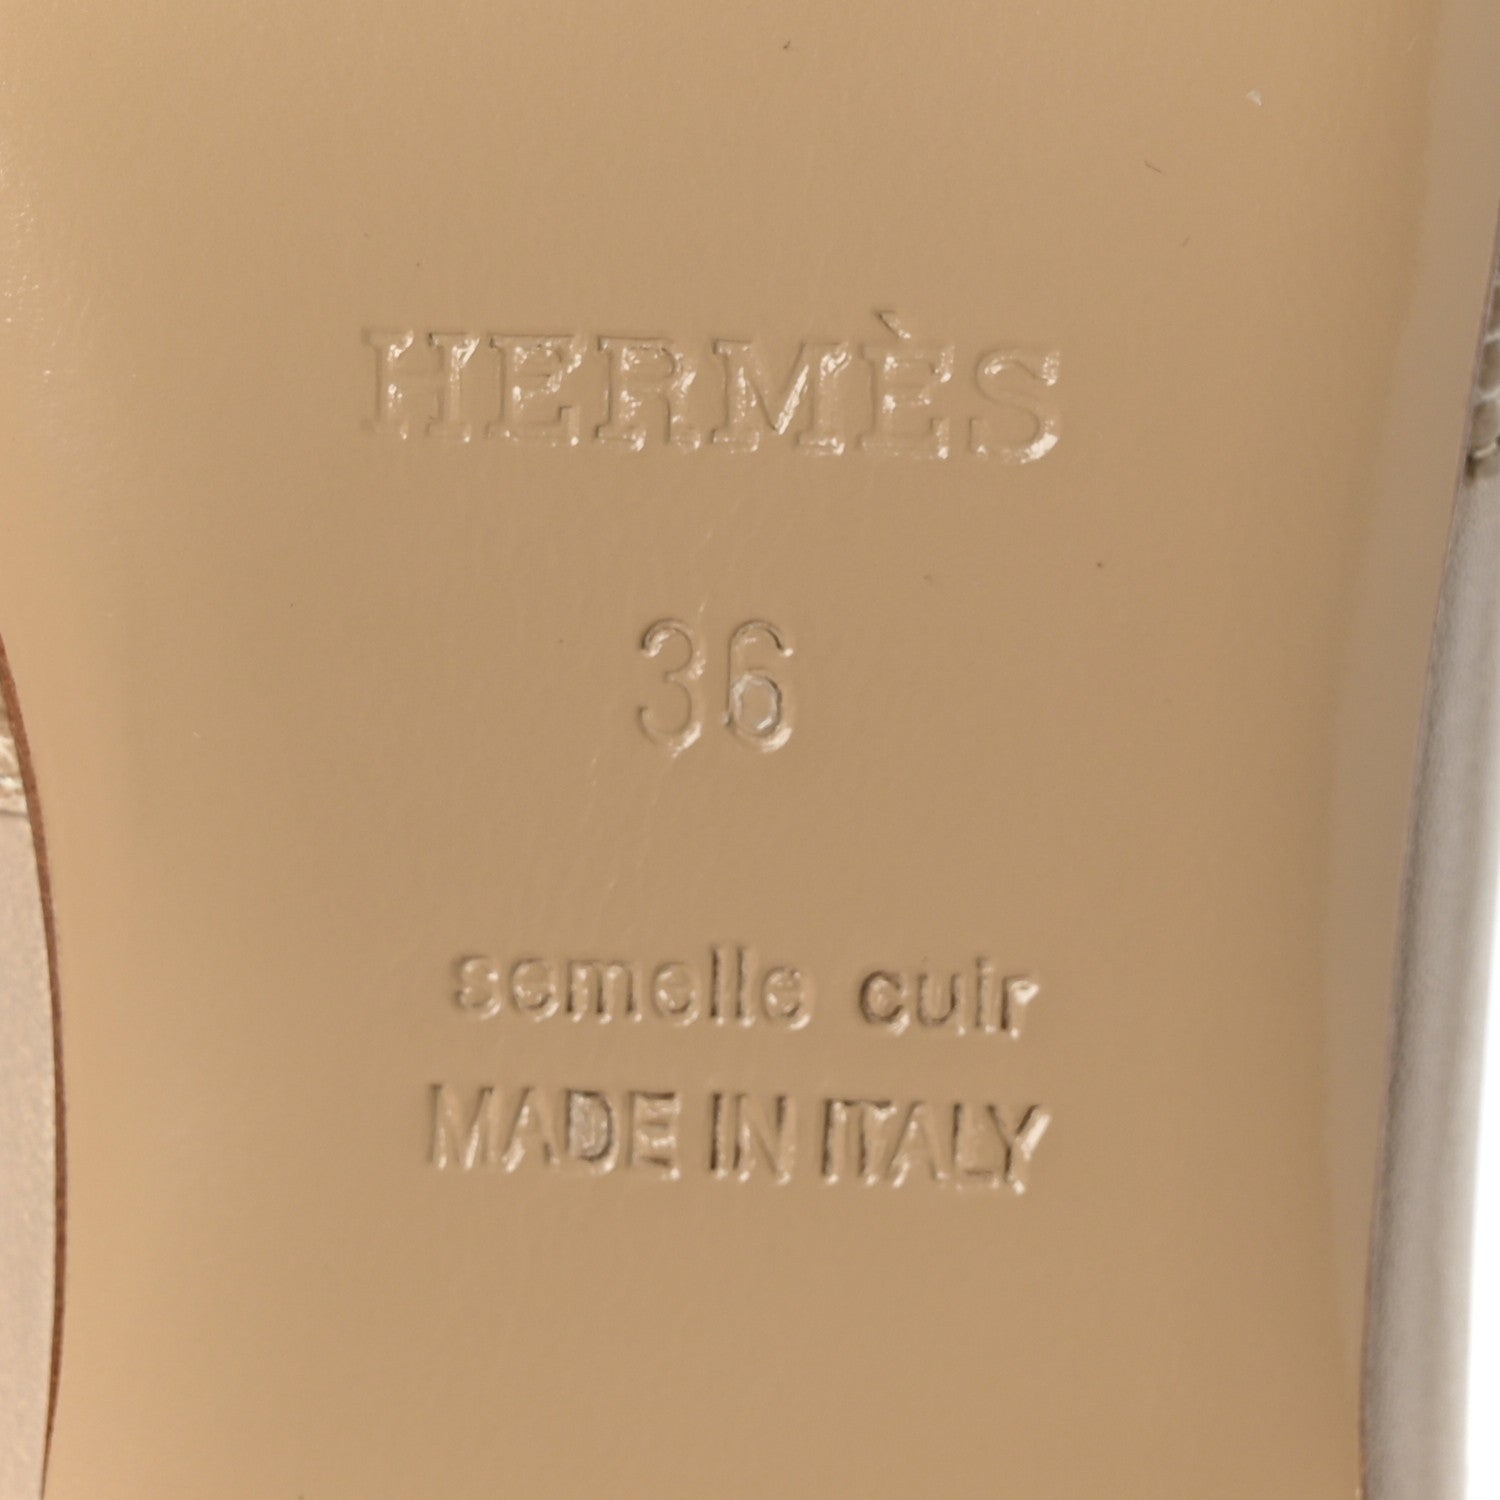 HERMÈS
36
semelle cuir
MADE IN ITALY